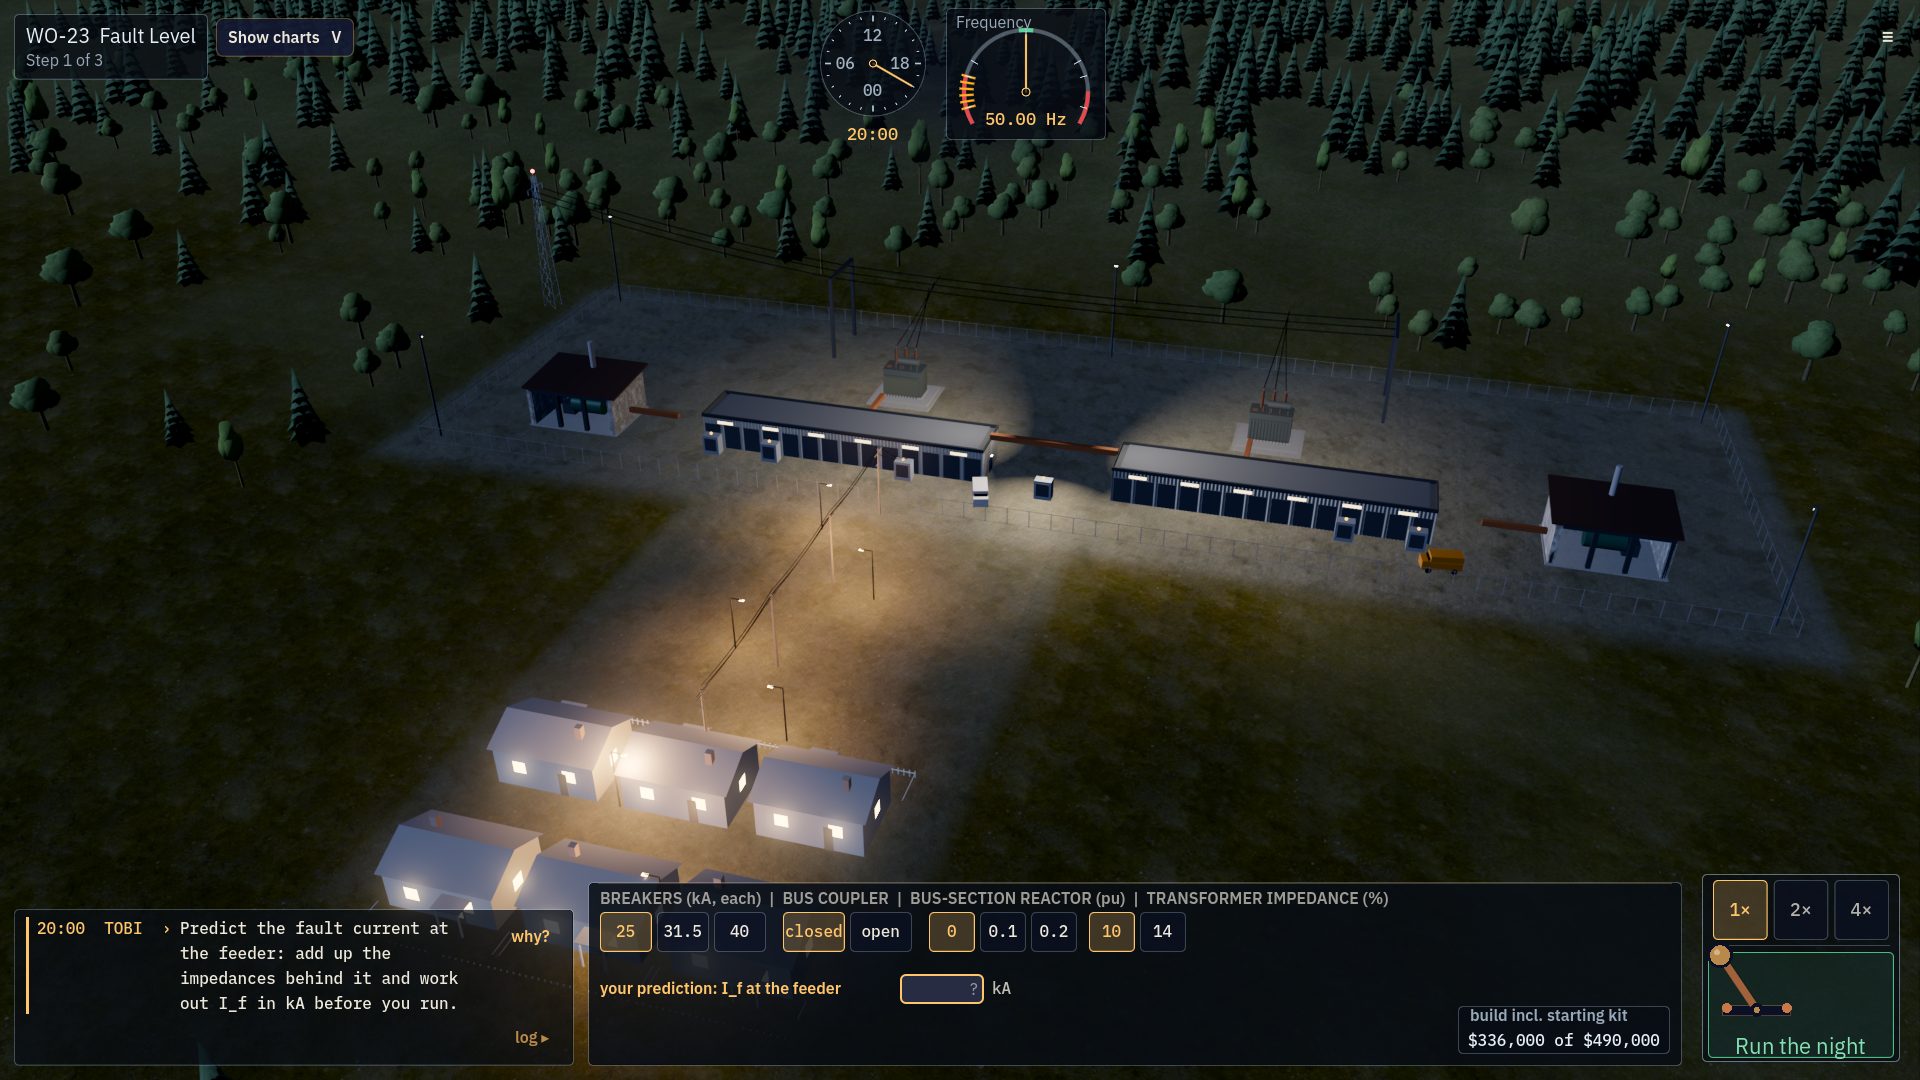 WO-23 Fault Level
Step 1 of 3
Show charts V
12
06 18
00
20:00
Frequency
50.00 Hz
≡
20:00 TOBI › Predict the fault current at
the feeder: add up the
impedances behind it and work
out I_f in kA before you run.
why?
log ▸
BREAKERS (kA, each) | BUS COUPLER | BUS-SECTION REACTOR (pu) | TRANSFORMER IMPEDANCE (%)
25 31.5 40 closed open 0 0.1 0.2 10 14
your prediction: I_f at the feeder ? kA
build incl. starting kit
$336,000 of $490,000
1× 2× 4×
Run the night